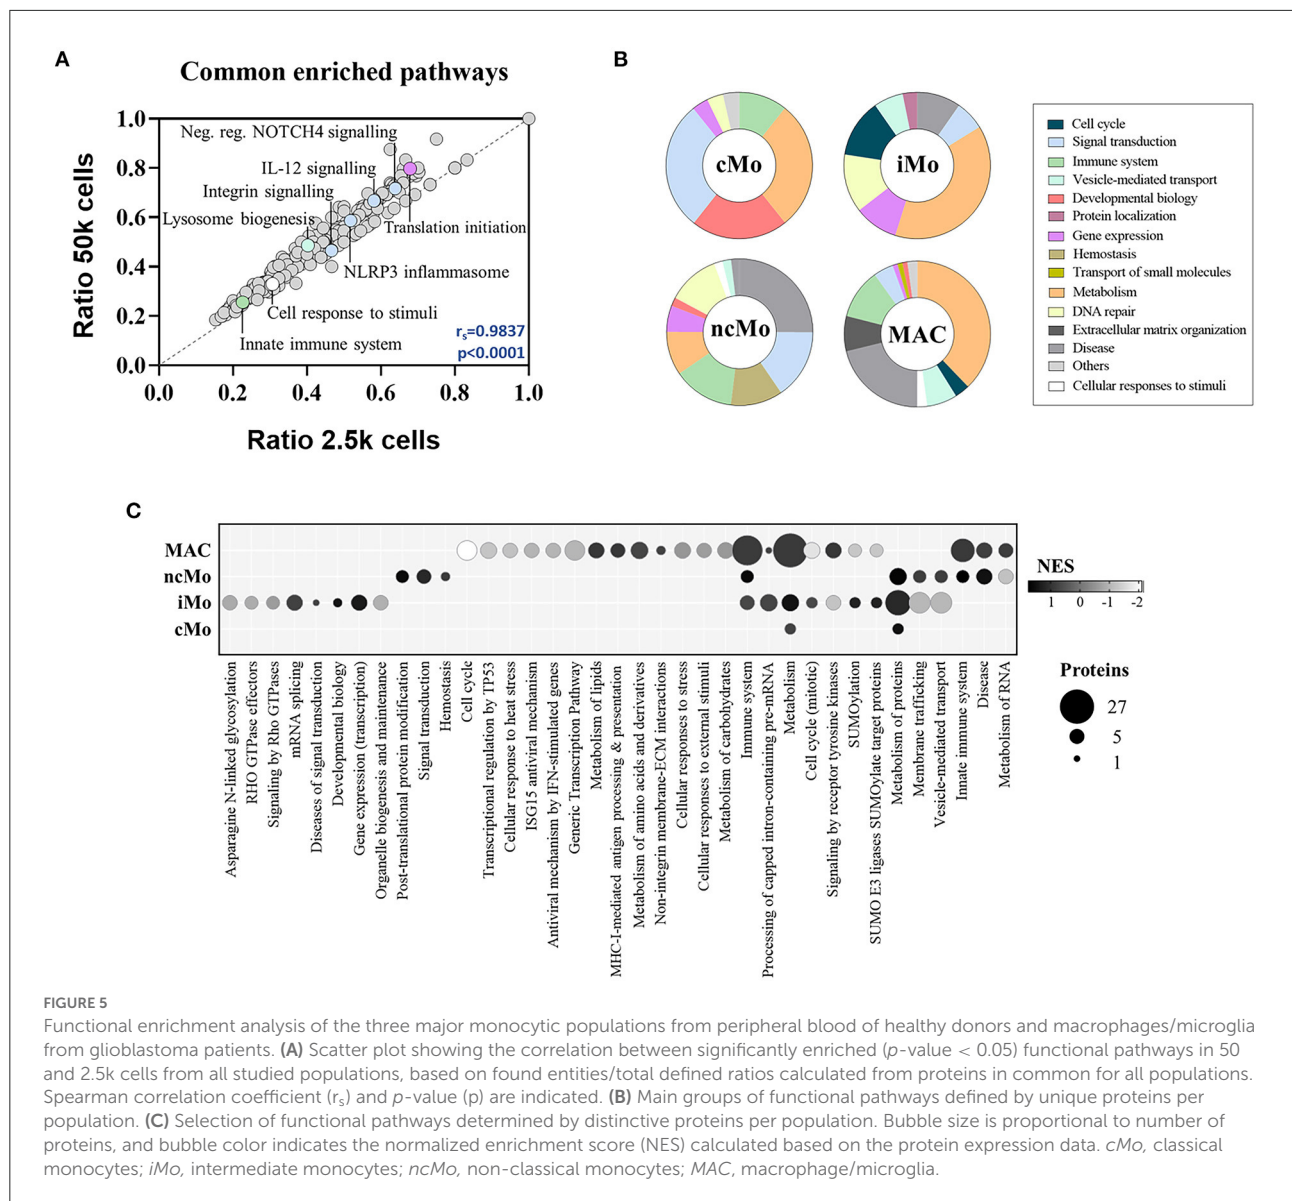 A
Common enriched pathways
Ratio 50k cells
1.0
0.8
0.6
0.4
0.2
0.0
Neg. reg. NOTCH4 signalling
IL-12 signalling
Integrin signalling
Lysosome biogenesis
Translation initiation
NLRP3 inflammasome
Cell response to stimuli
Innate immune system
rs=0.9837
p<0.0001
0.0 0.2 0.4 0.6 0.8 1.0
Ratio 2.5k cells
B
cMo
iMo
ncMo
MAC
Cell cycle
Signal transduction
Immune system
Vesicle-mediated transport
Developmental biology
Protein localization
Gene expression
Hemostasis
Transport of small molecules
Metabolism
DNA repair
Extracellular matrix organization
Disease
Others
Cellular responses to stimuli
C
MAC
ncMo
iMo
cMo
Asparagine N-linked glycosylation
RHO GTPase effectors
Signaling by Rho GTPases
mRNA splicing
Diseases of signal transduction
Developmental biology
Gene expression (transcription)
Organelle biogenesis and maintenance
Post-translational protein modification
Signal transduction
Hemostasis
Cell cycle
Transcriptional regulation by TP53
Cellular response to heat stress
ISG15 antiviral mechanism
Antiviral mechanism by IFN-stimulated genes
Generic Transcription Pathway
Metabolism of lipids
MHC-I-mediated antigen processing & presentation
Metabolism of amino acids and derivatives
Non-integrin membrane-ECM interactions
Cellular responses to stress
Cellular responses to external stimuli
Metabolism of carbohydrates
Immune system
Processing of capped intron-containing pre-mRNA
Metabolism
Cell cycle (mitotic)
Signaling by receptor tyrosine kinases
SUMOylation
SUMO E3 ligases SUMOylate target proteins
Metabolism of proteins
Membrane trafficking
Vesicle-mediated transport
Innate immune system
Disease
Metabolism of RNA
NES
1 0 -1 -2
Proteins
27
5
1
FIGURE 5
Functional enrichment analysis of the three major monocytic populations from peripheral blood of healthy donors and macrophages/microglia
from glioblastoma patients. (A) Scatter plot showing the correlation between significantly enriched (p-value < 0.05) functional pathways in 50
and 2.5k cells from all studied populations, based on found entities/total defined ratios calculated from proteins in common for all populations.
Spearman correlation coefficient (rs) and p-value (p) are indicated. (B) Main groups of functional pathways defined by unique proteins per
population. (C) Selection of functional pathways determined by distinctive proteins per population. Bubble size is proportional to number of
proteins, and bubble color indicates the normalized enrichment score (NES) calculated based on the protein expression data. cMo, classical
monocytes; iMo, intermediate monocytes; ncMo, non-classical monocytes; MAC, macrophage/microglia.